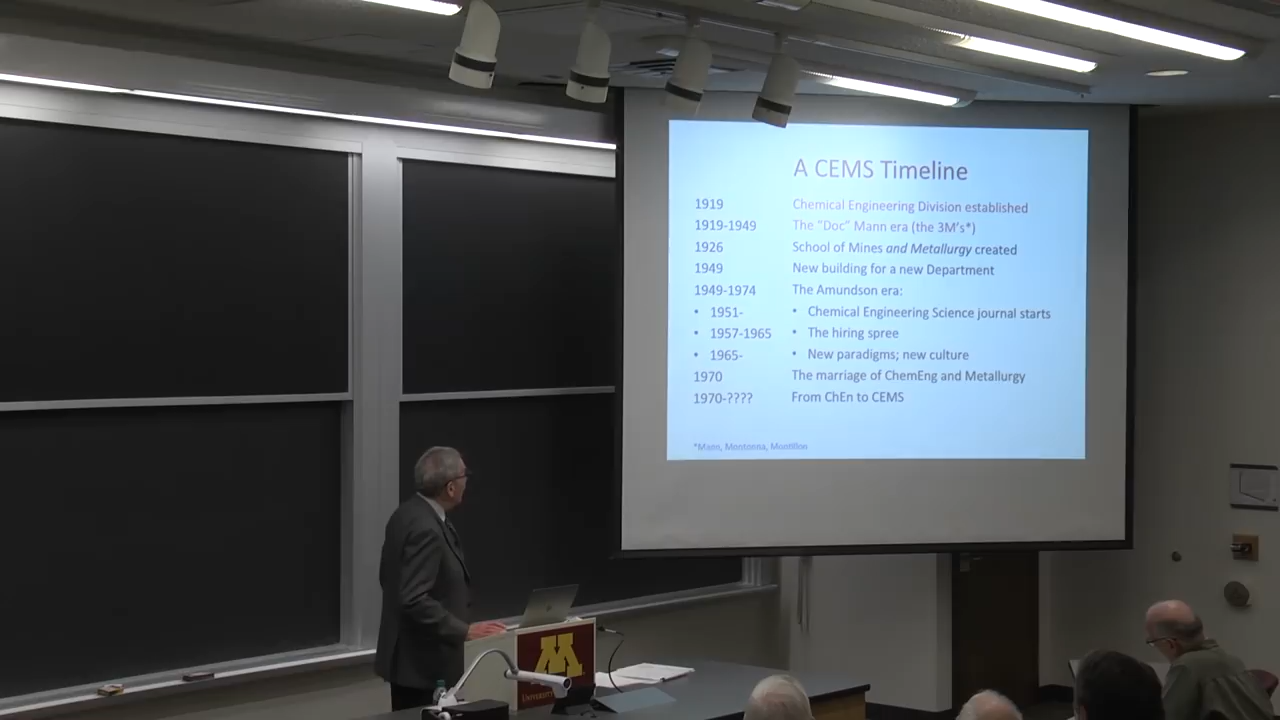 A CEMS Timeline
1919 Chemical Engineering Division established
1919-1949 The "Doc" Mann era (the 3M's*)
1926 School of Mines and Metallurgy created
1949 New building for a new Department
1949-1974 The Amundson era:
• 1951- • Chemical Engineering Science journal starts
• 1957-1965 • The hiring spree
• 1965- • New paradigms; new culture
1970 The marriage of ChemEng and Metallurgy
1970-???? From ChEn to CEMS
*Mann, Montonna, Montillon
M
University